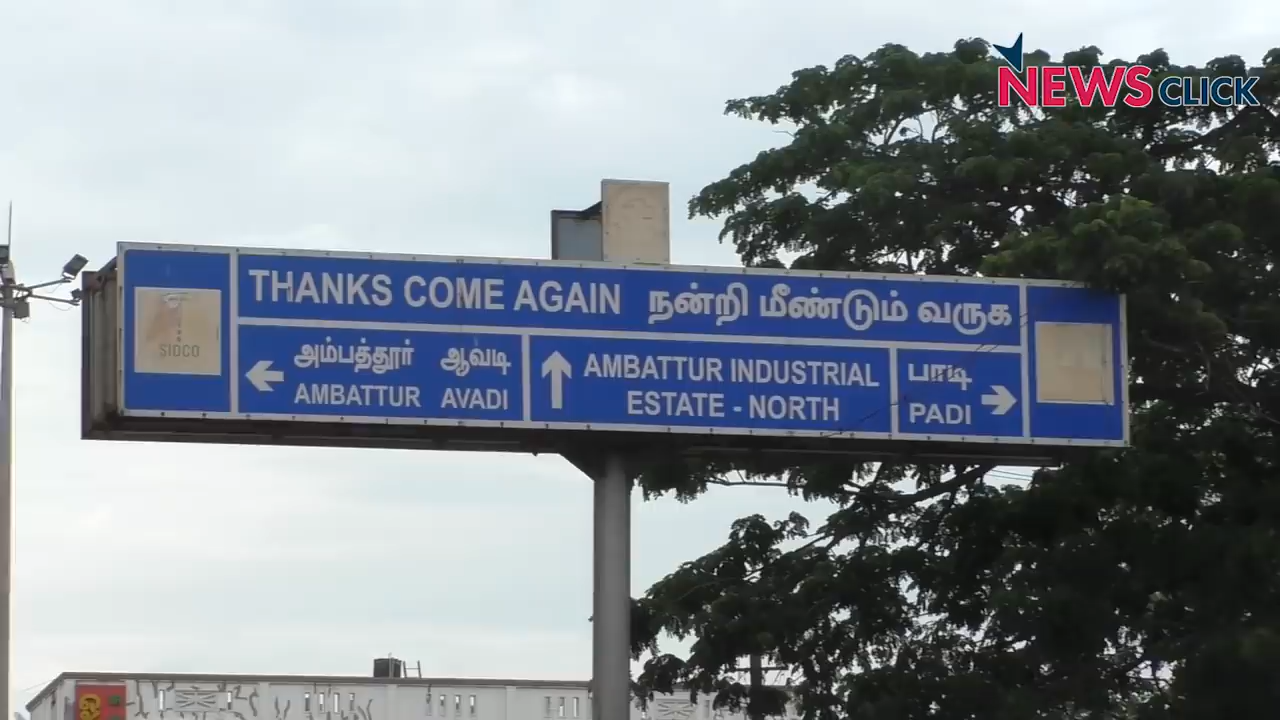 NEWSCLICK
THANKS COME AGAIN நன்றி மீண்டும் வருக
SIDCO
அம்பத்தூர் ஆவடி
AMBATTUR AVADI
AMBATTUR INDUSTRIAL
ESTATE - NORTH
பாடி
PADI